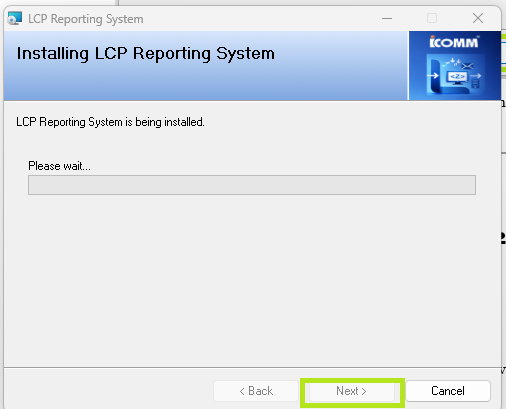 LCP Reporting System
Installing LCP Reporting System
iCOMM
<2>
LCP Reporting System is being installed.
Please wait...
< Back
Next >
Cancel